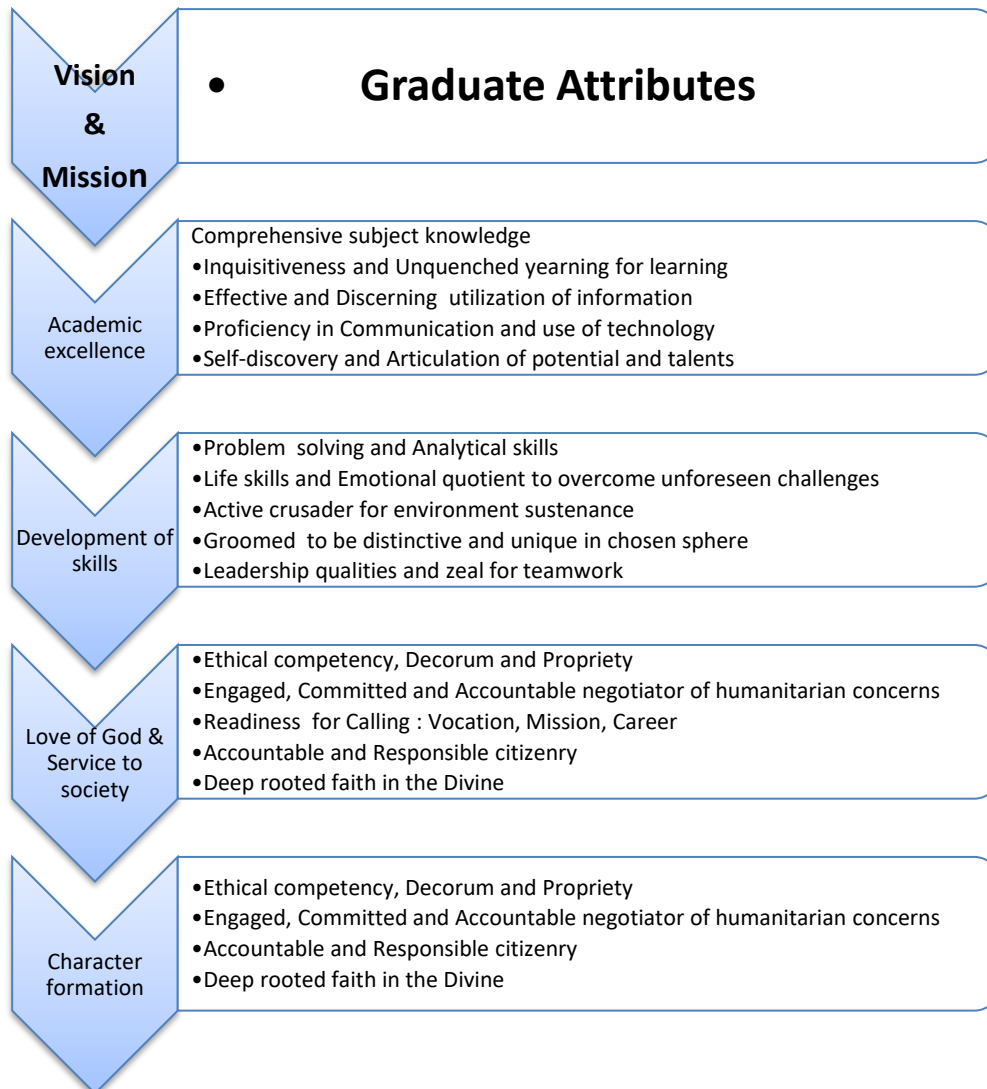 Vision
&
Mission
• Graduate Attributes
Academic
excellence
Comprehensive subject knowledge
•Inquisitiveness and Unquenched yearning for learning
•Effective and Discerning  utilization of information
•Proficiency in Communication and use of technology
•Self-discovery and Articulation of potential and talents
Development of
skills
•Problem  solving and Analytical skills
•Life skills and Emotional quotient to overcome unforeseen challenges
•Active crusader for environment sustenance
•Groomed  to be distinctive and unique in chosen sphere
•Leadership qualities and zeal for teamwork
Love of God &
Service to
society
•Ethical competency, Decorum and Propriety
•Engaged, Committed and Accountable negotiator of humanitarian concerns
•Readiness  for Calling : Vocation, Mission, Career
•Accountable and Responsible citizenry
•Deep rooted faith in the Divine
Character
formation
•Ethical competency, Decorum and Propriety
•Engaged, Committed and Accountable negotiator of humanitarian concerns
•Accountable and Responsible citizenry
•Deep rooted faith in the Divine